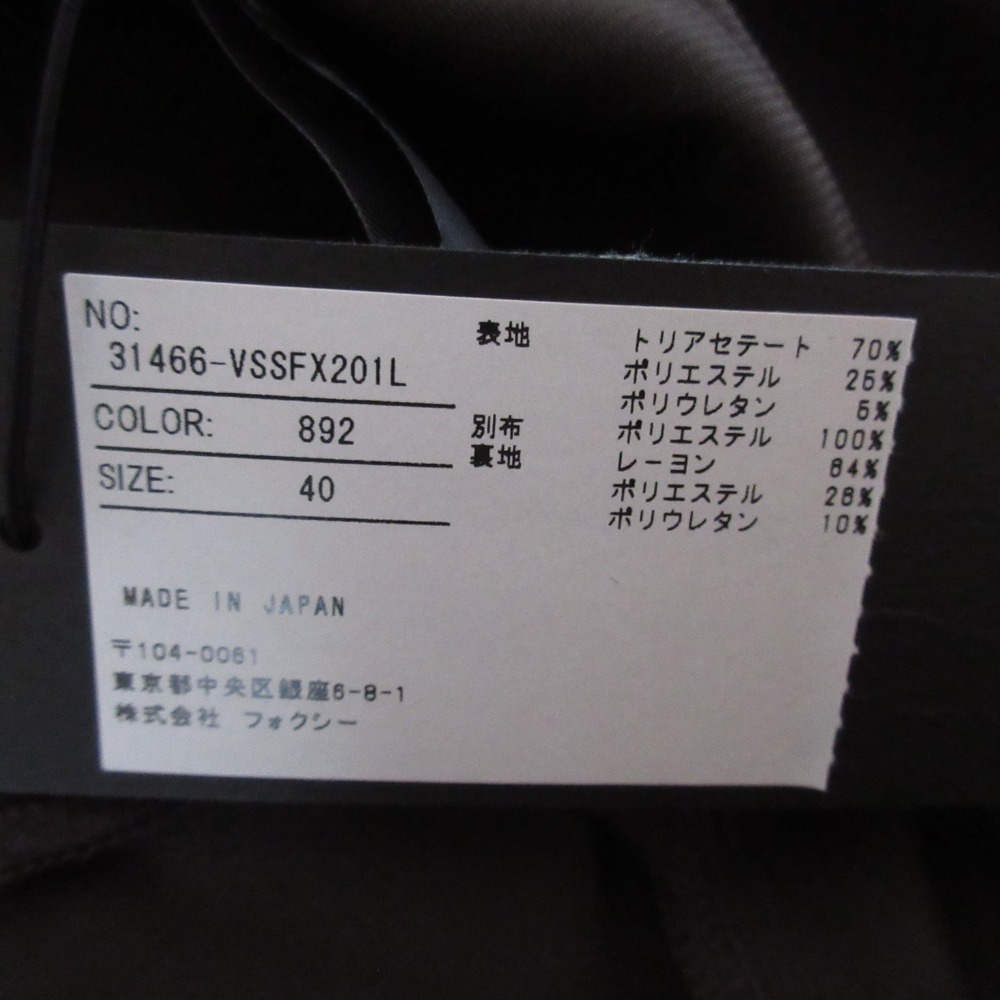 NO:
31466-VSSFX201L
COLOR: 892
SIZE: 40
MADE IN JAPAN
〒104-0061
東京都中央区銀座6-8-1
株式会社 フォクシー
表地 トリアセテート 70%
ポリエステル 25%
ポリウレタン 5%
別布 ポリエステル 100%
裏地 レーヨン 64%
ポリエステル 26%
ポリウレタン 10%